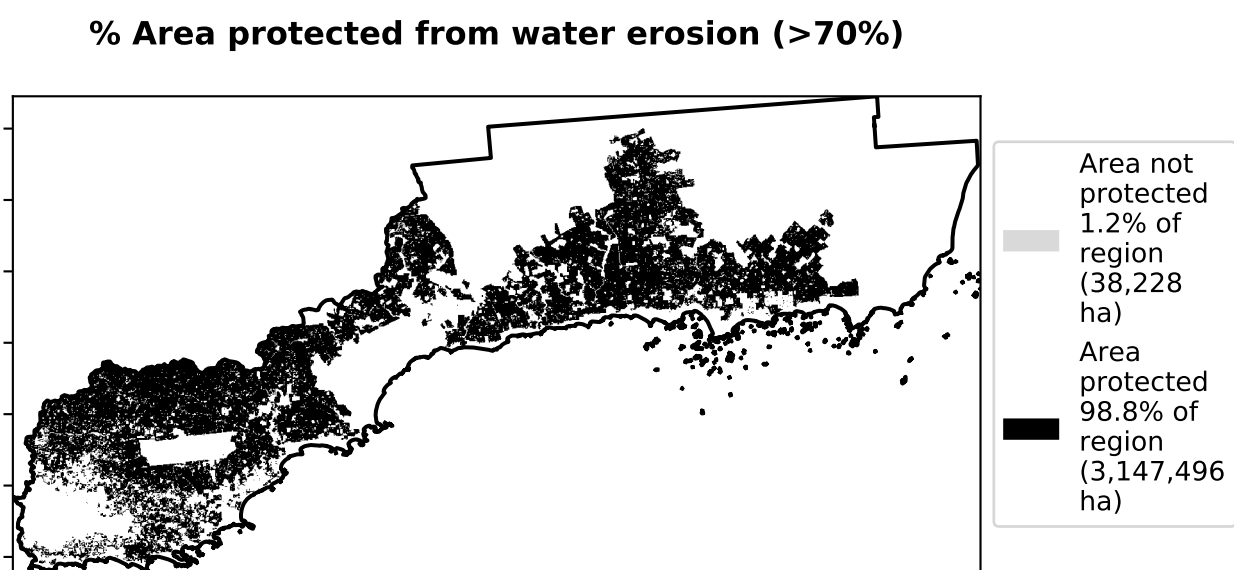 % Area protected from water erosion (>70%)
Area not
protected
1.2% of
region
(38,228
ha)
Area
protected
98.8% of
region
(3,147,496
ha)